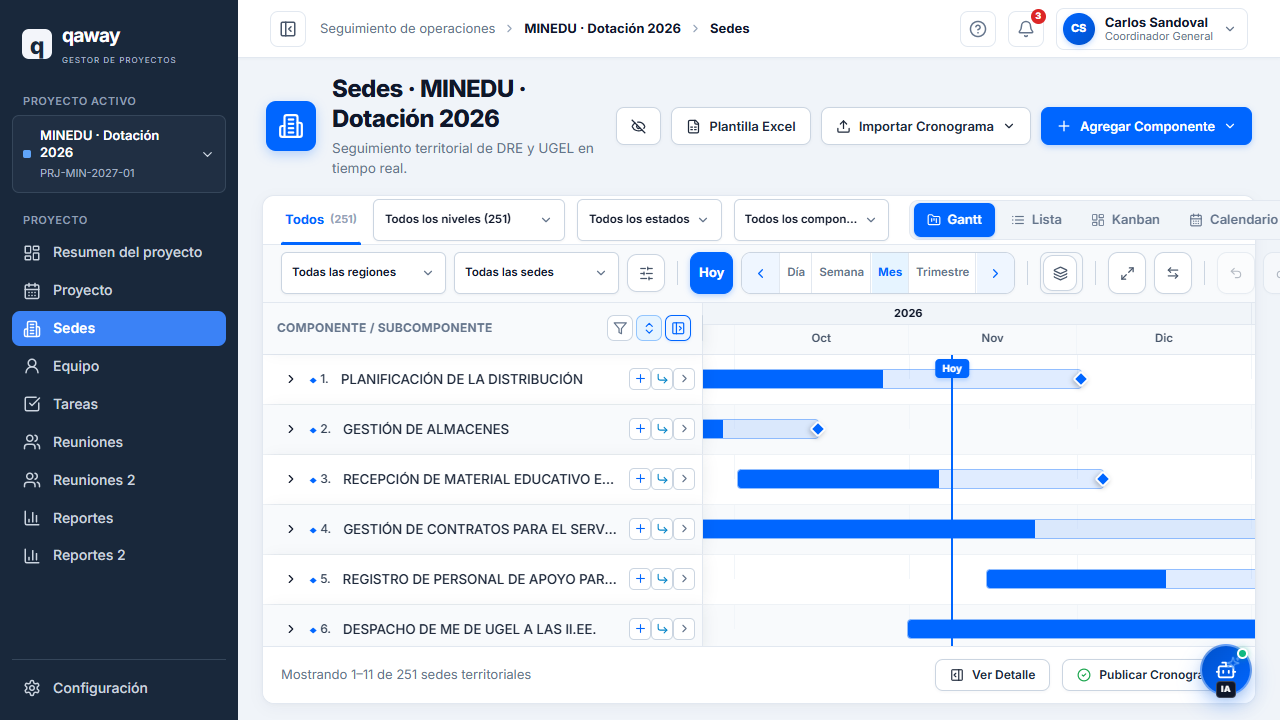 q
qaway
GESTOR DE PROYECTOS
PROYECTO ACTIVO
MINEDU · Dotación 2026
PRJ-MIN-2027-01
PROYECTO
Resumen del proyecto
Proyecto
Sedes
Equipo
Tareas
Reuniones
Reuniones 2
Reportes
Reportes 2
Configuración
Seguimiento de operaciones
MINEDU · Dotación 2026
Sedes
3
CS
Carlos Sandoval
Coordinador General
Sedes · MINEDU ·
Dotación 2026
Seguimiento territorial de DRE y UGEL en
tiempo real.
Plantilla Excel
Importar Cronograma
Agregar Componente
Todos (251)
Todos los niveles (251)
Todos los estados
Todos los compon...
Gantt
Lista
Kanban
Calendario
Todas las regiones
Todas las sedes
Hoy
Día
Semana
Mes
Trimestre
COMPONENTE / SUBCOMPONENTE
2026
Oct
Nov
Dic
Hoy
1. PLANIFICACIÓN DE LA DISTRIBUCIÓN
2. GESTIÓN DE ALMACENES
3. RECEPCIÓN DE MATERIAL EDUCATIVO E...
4. GESTIÓN DE CONTRATOS PARA EL SERV...
5. REGISTRO DE PERSONAL DE APOYO PAR...
6. DESPACHO DE ME DE UGEL A LAS II.EE.
Mostrando 1–11 de 251 sedes territoriales
Ver Detalle
Publicar Cronogra
IA